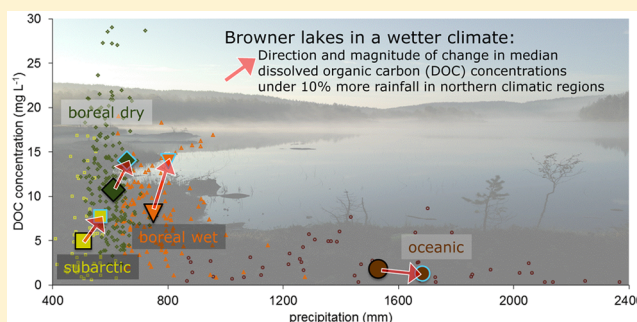 Browner lakes in a wetter climate:
Direction and magnitude of change in median
dissolved organic carbon (DOC) concentrations
under 10% more rainfall in northern climatic regions
DOC concentration (mg L⁻¹)
30
25
20
15
10
5
0
boreal dry
boreal wet
subarctic
oceanic
400 800 1200 1600 2000 2400
precipitation (mm)